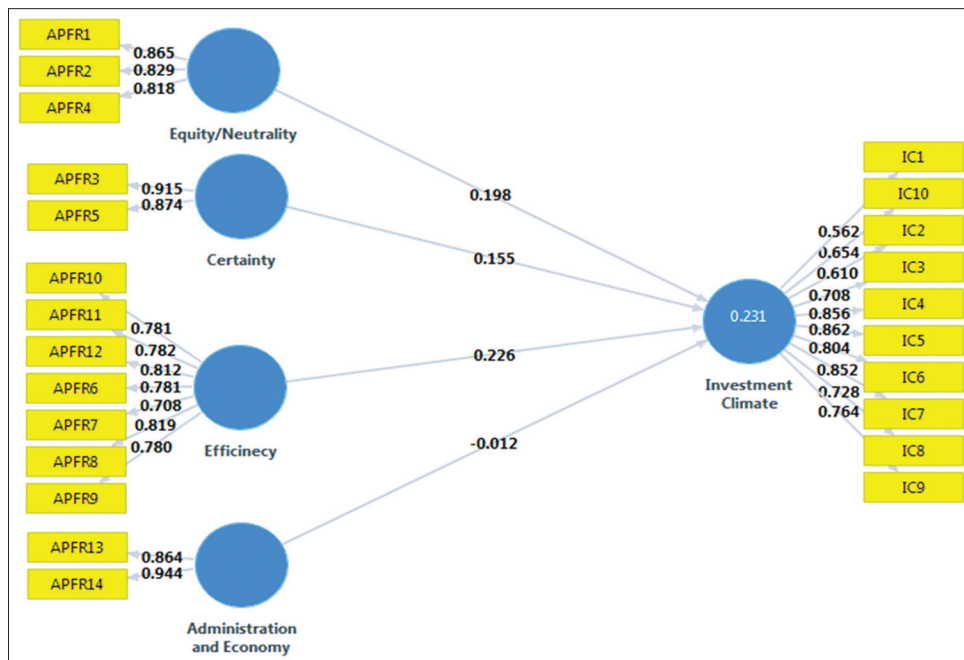 APFR1
0.865
APFR2
0.829
APFR4
0.818
Equity/Neutrality
0.198
APFR3
0.915
APFR5
0.874
Certainty
0.155
APFR10
0.781
APFR11
0.782
APFR12
0.812
APFR6
0.781
APFR7
0.708
APFR8
0.819
APFR9
0.780
Efficinecy
0.226
APFR13
0.864
APFR14
0.944
Administration
and Economy
-0.012
0.231
Investment
Climate
IC1
0.562
IC10
0.654
IC2
0.610
IC3
0.708
IC4
0.856
IC5
0.862
IC6
0.804
IC7
0.852
IC8
0.728
IC9
0.764